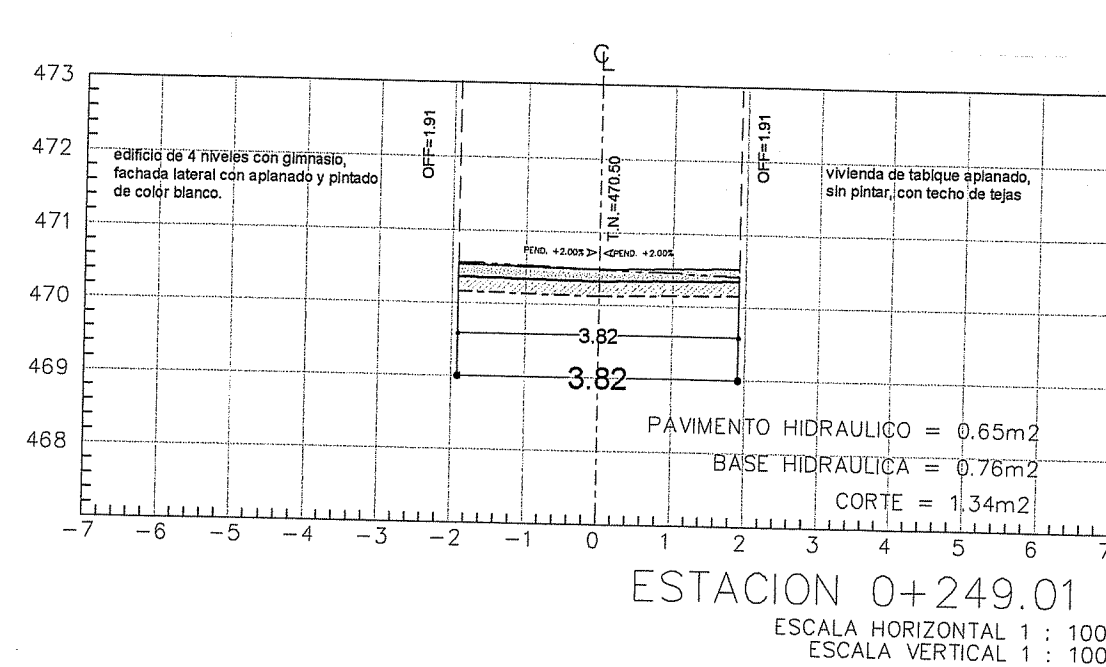 ℄
473
472
471
470
469
468
edificio de 4 niveles con gimnasio,
fachada lateral con aplanado y pintado
de color blanco.
OFF=1.91
T.N.=470.50
OFF=1.91
vivienda de tabique aplanado,
sin pintar, con techo de tejas
PEND. +2.00%
PEND. +2.00%
3.82
3.82
PAVIMENTO HIDRAULICO = 0.65m2
BASE HIDRAULICA = 0.76m2
CORTE = 1.34m2
-7 -6 -5 -4 -3 -2 -1 0 1 2 3 4 5 6 7
ESTACION 0+249.01
ESCALA HORIZONTAL 1 : 100
ESCALA VERTICAL 1 : 100